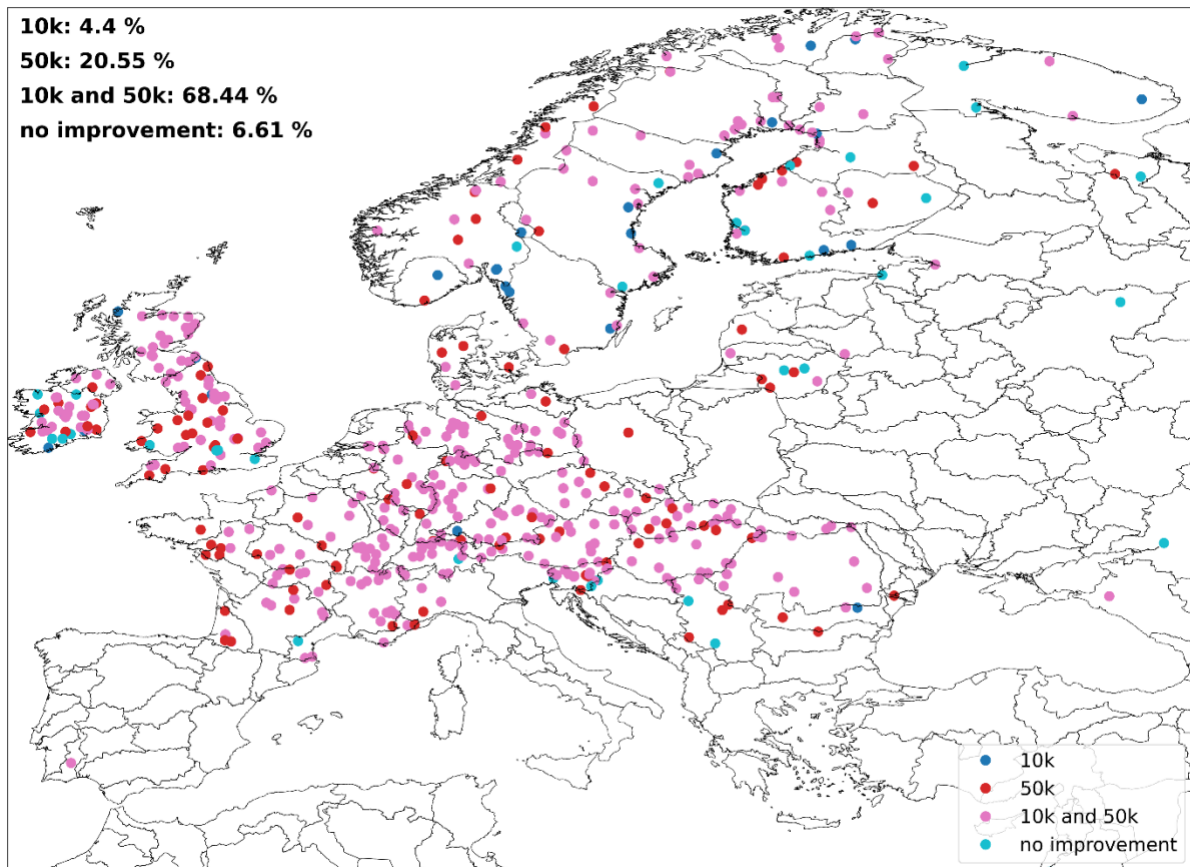 10k: 4.4 %
50k: 20.55 %
10k and 50k: 68.44 %
no improvement: 6.61 %
10k
50k
10k and 50k
no improvement